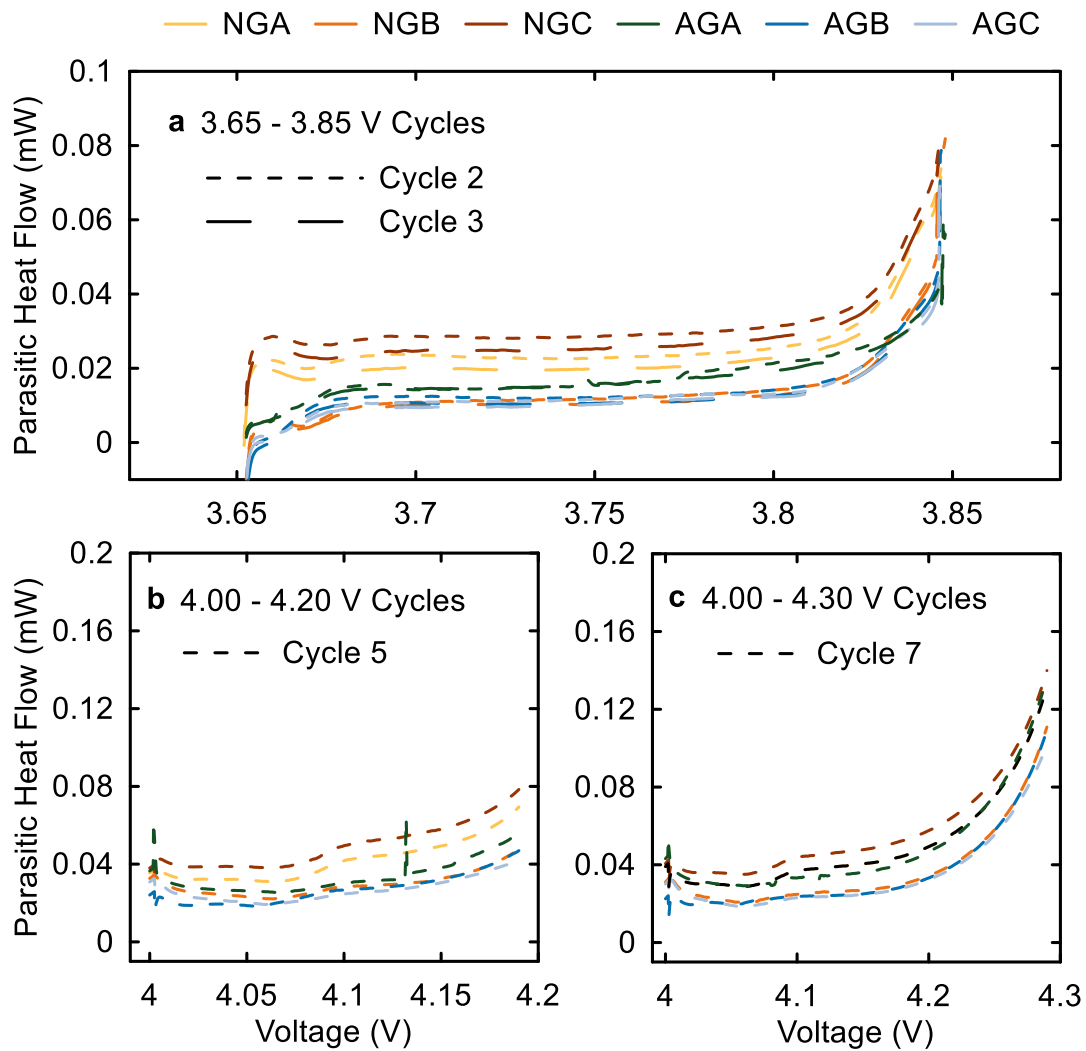 NGA NGB NGC AGA AGB AGC
Parasitic Heat Flow (mW)
0.1
0.08
0.06
0.04
0.02
0
a 3.65 - 3.85 V Cycles
Cycle 2
Cycle 3
3.65 3.7 3.75 3.8 3.85
Parasitic Heat Flow (mW)
0.2
0.16
0.12
0.08
0.04
0
b 4.00 - 4.20 V Cycles
Cycle 5
4 4.05 4.1 4.15 4.2
Voltage (V)
0.2
0.16
0.12
0.08
0.04
0
c 4.00 - 4.30 V Cycles
Cycle 7
4 4.1 4.2 4.3
Voltage (V)